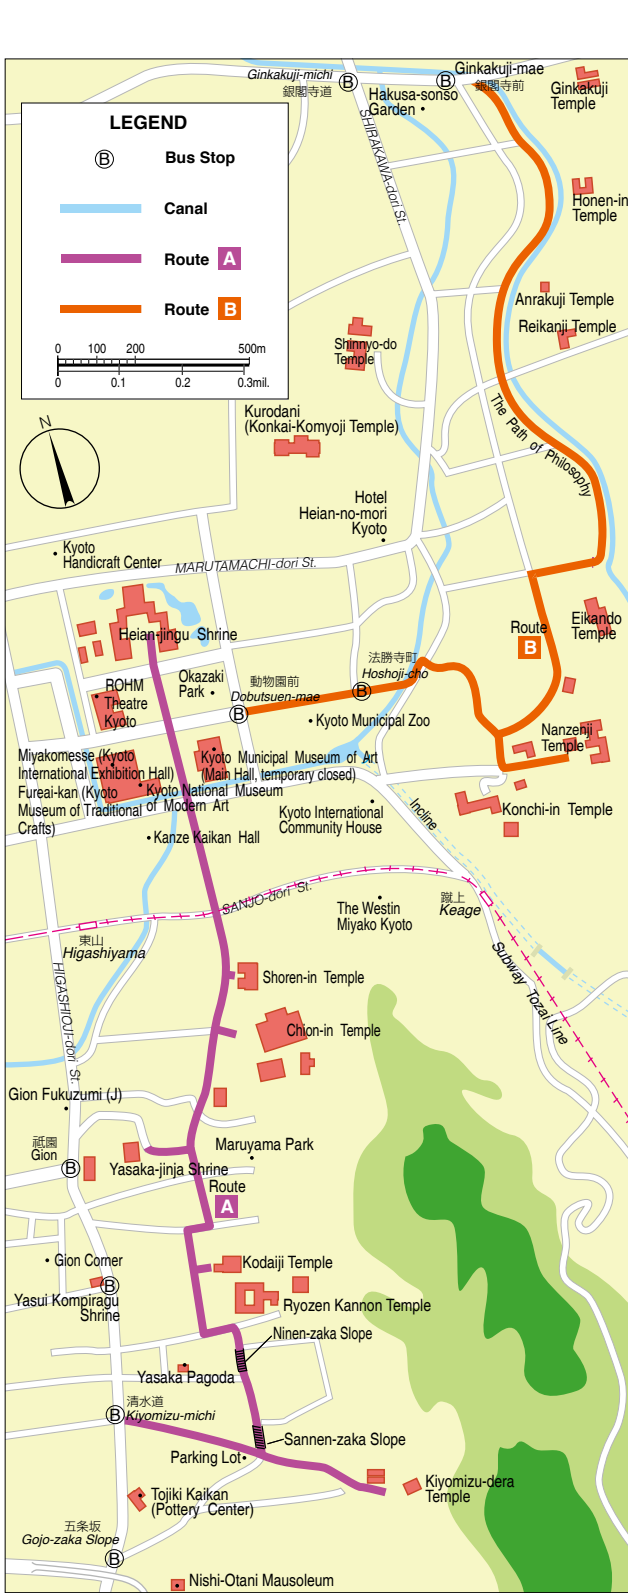 Ginkakuji-michi
銀閣寺道
B
B
Ginkakuji-mae
銀閣寺前
Hakusa-sonso
Garden
Ginkakuji
Temple
SHIRAKAWA-dori St.
LEGEND
B Bus Stop
Canal
Route A
Route B
0 100 200 500m
0 0.1 0.2 0.3mil.
N
Honen-in
Temple
Anrakuji Temple
Reikanji Temple
Shinnyo-do
Temple
The Path of Philosophy
Kurodani
(Konkai-Komyoji Temple)
Hotel
Heian-no-mori
Kyoto
Kyoto
Handicraft Center
MARUTAMACHI-dori St.
Heian-jingu Shrine
Route
B
Eikando
Temple
法勝寺町
Hoshoji-cho
B
動物園前
Dobutsuen-mae
B
Okazaki
Park
ROHM
Theatre
Kyoto
Kyoto Municipal Zoo
Nanzenji
Temple
Miyakomesse (Kyoto
International Exhibition Hall)
Fureai-kan (Kyoto
Museum of Traditional
Crafts)
Kyoto Municipal Museum of Art
(Main Hall, temporary closed)
Kyoto National Museum
of Modern Art
Kyoto International
Community House
Incline
Konchi-in Temple
Kanze Kaikan Hall
SANJO-dori St.
The Westin
Miyako Kyoto
蹴上
Keage
東山
Higashiyama
Subway Tozai Line
HIGASHIOJI-dori St.
Shoren-in Temple
Chion-in Temple
Gion Fukuzumi (J)
祗園
Gion
B
Maruyama Park
Yasaka-jinja Shrine
Route
A
Gion Corner
Kodaiji Temple
B
Yasui Kompiragu
Shrine
Ryozen Kannon Temple
Ninen-zaka Slope
Yasaka Pagoda
清水道
Kiyomizu-michi
B
Sannen-zaka Slope
Parking Lot
Kiyomizu-dera
Temple
Tojiki Kaikan
(Pottery Center)
五条坂
Gojo-zaka Slope
B
Nishi-Otani Mausoleum